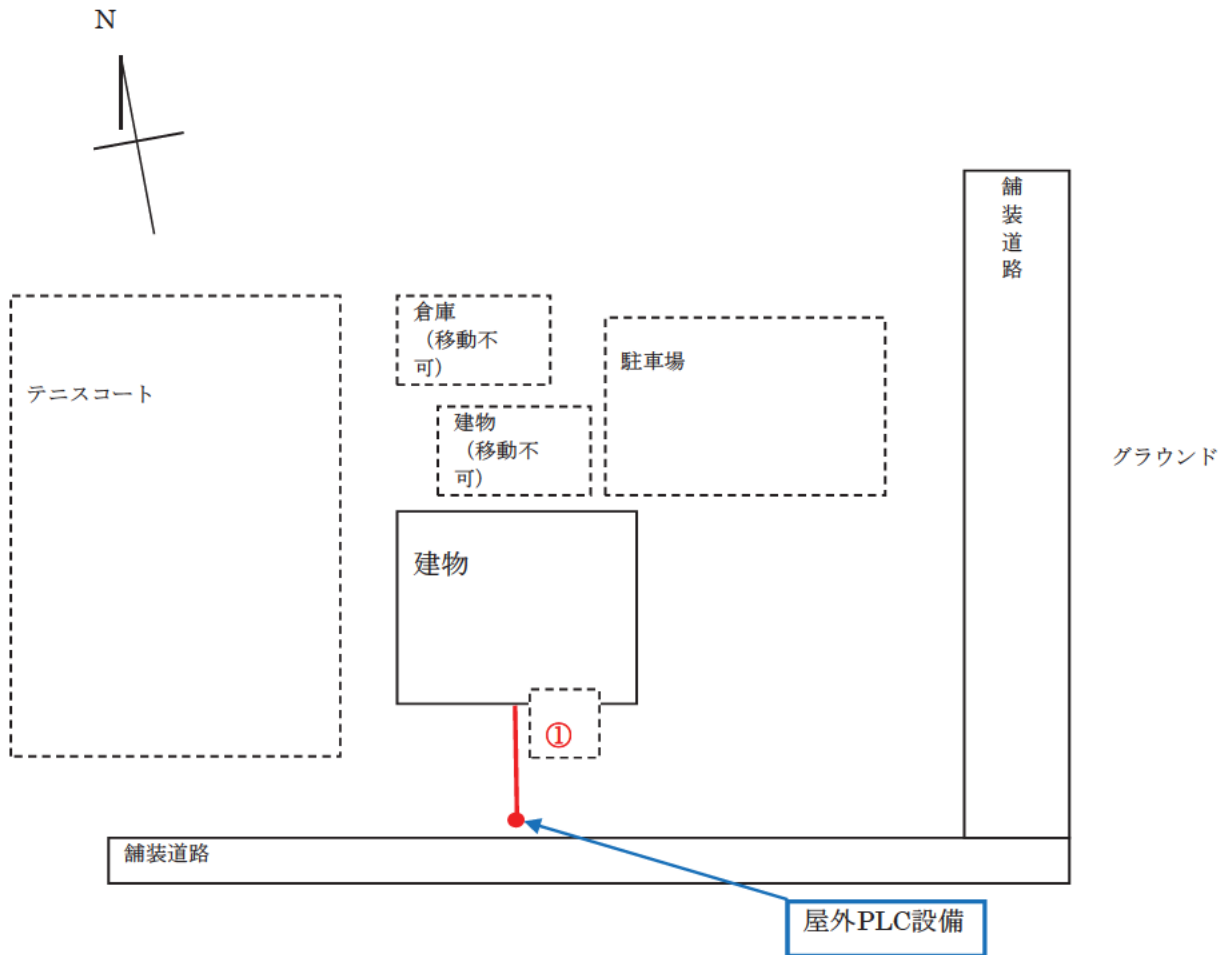 N
舗
装
道
路
倉庫
（移動不
可）
駐車場
テニスコート
建物
（移動不
可）
グラウンド
建物
①
舗装道路
屋外PLC設備